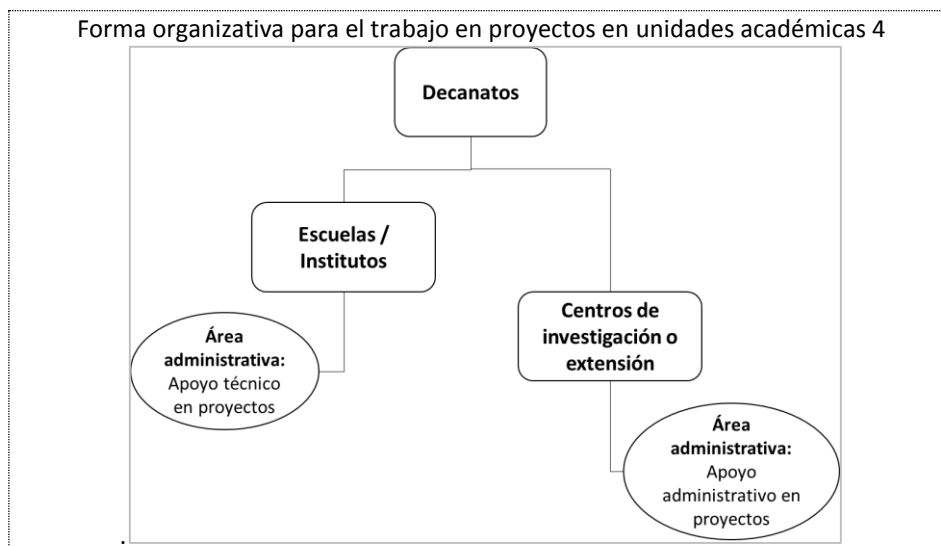 Forma organizativa para el trabajo en proyectos en unidades académicas 4
Decanatos
Escuelas /
Institutos
Centros de
investigación o
extensión
Área
administrativa:
Apoyo técnico
en proyectos
Área
administrativa:
Apoyo
administrativo en
proyectos
.